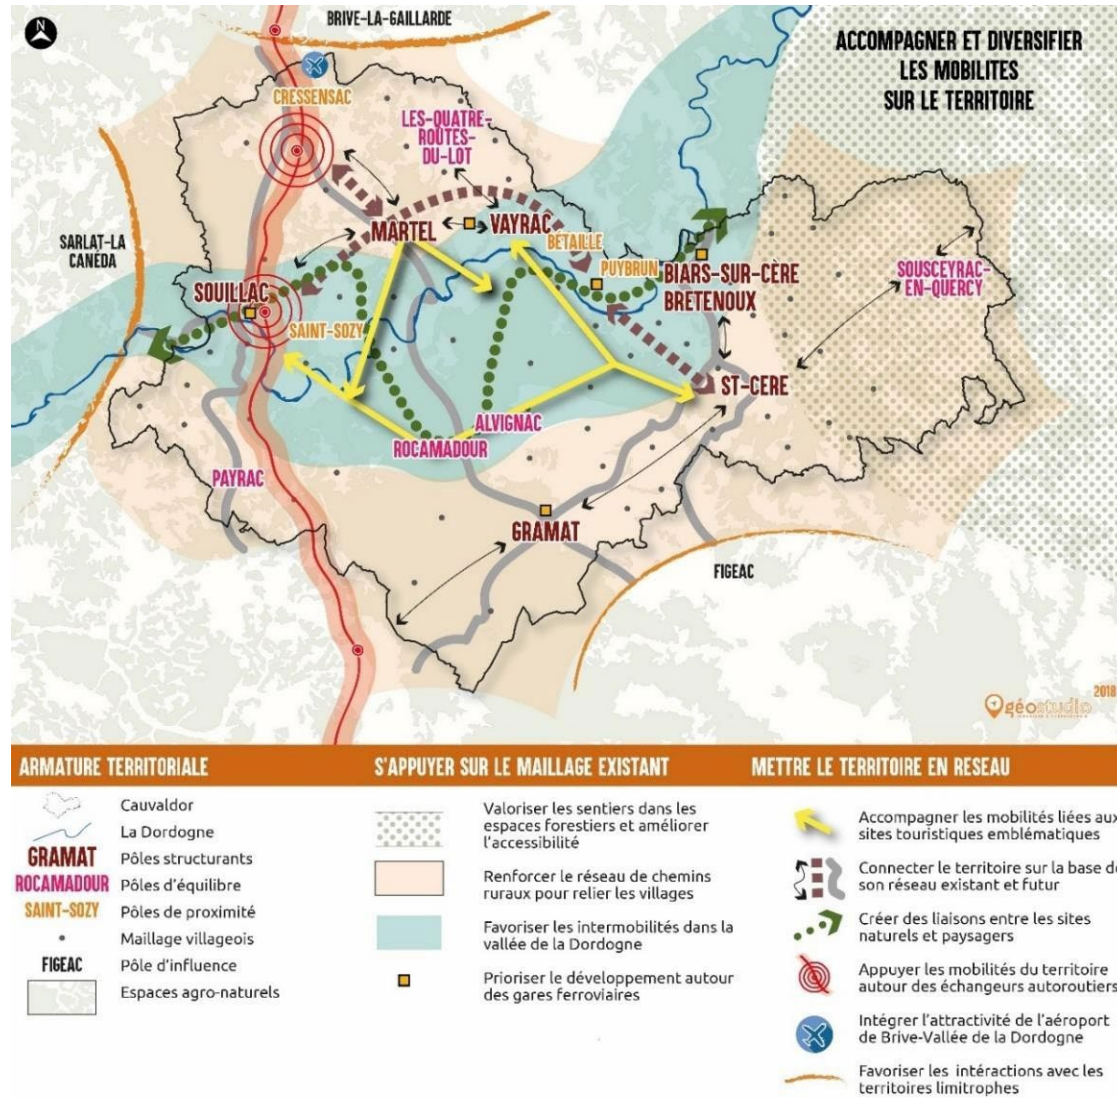 N
BRIVE-LA-GAILLARDE
ACCOMPAGNER ET DIVERSIFIER
LES MOBILITES
SUR LE TERRITOIRE
CRESSENSAC
LES-QUATRE-
ROUTES-
DU-LOT
SARLAT-LA
CANEDA
MARTEL
VAYRAC
BÉTAILLE
PUYBRUN
BIARS-SUR-CÈRE
BRETENOUX
SOUSCEYRAC-
EN-QUERCY
SOUILLAC
SAINT-SOZY
ST-CERE
ALVIGNAC
ROCAMADOUR
PAYRAC
GRAMAT
FIGEAC
2018
géostudio
ARMATURE TERRITORIALE
Cauvaldor
La Dordogne
GRAMAT Pôles structurants
ROCAMADOUR Pôles d'équilibre
SAINT-SOZY Pôles de proximité
Maillage villageois
FIGEAC Pôle d'influence
Espaces agro-naturels
S'APPUYER SUR LE MAILLAGE EXISTANT
Valoriser les sentiers dans les
espaces forestiers et améliorer
l'accessibilité
Renforcer le réseau de chemins
ruraux pour relier les villages
Favoriser les intermobilités dans la
vallée de la Dordogne
Prioriser le développement autour
des gares ferroviaires
METTRE LE TERRITOIRE EN RESEAU
Accompagner les mobilités liées aux
sites touristiques emblématiques
Connecter le territoire sur la base de
son réseau existant et futur
Créer des liaisons entre les sites
naturels et paysagers
Appuyer les mobilités du territoire
autour des échangeurs autoroutiers
Intégrer l'attractivité de l'aéroport
de Brive-Vallée de la Dordogne
Favoriser les intéractions avec les
territoires limitrophes